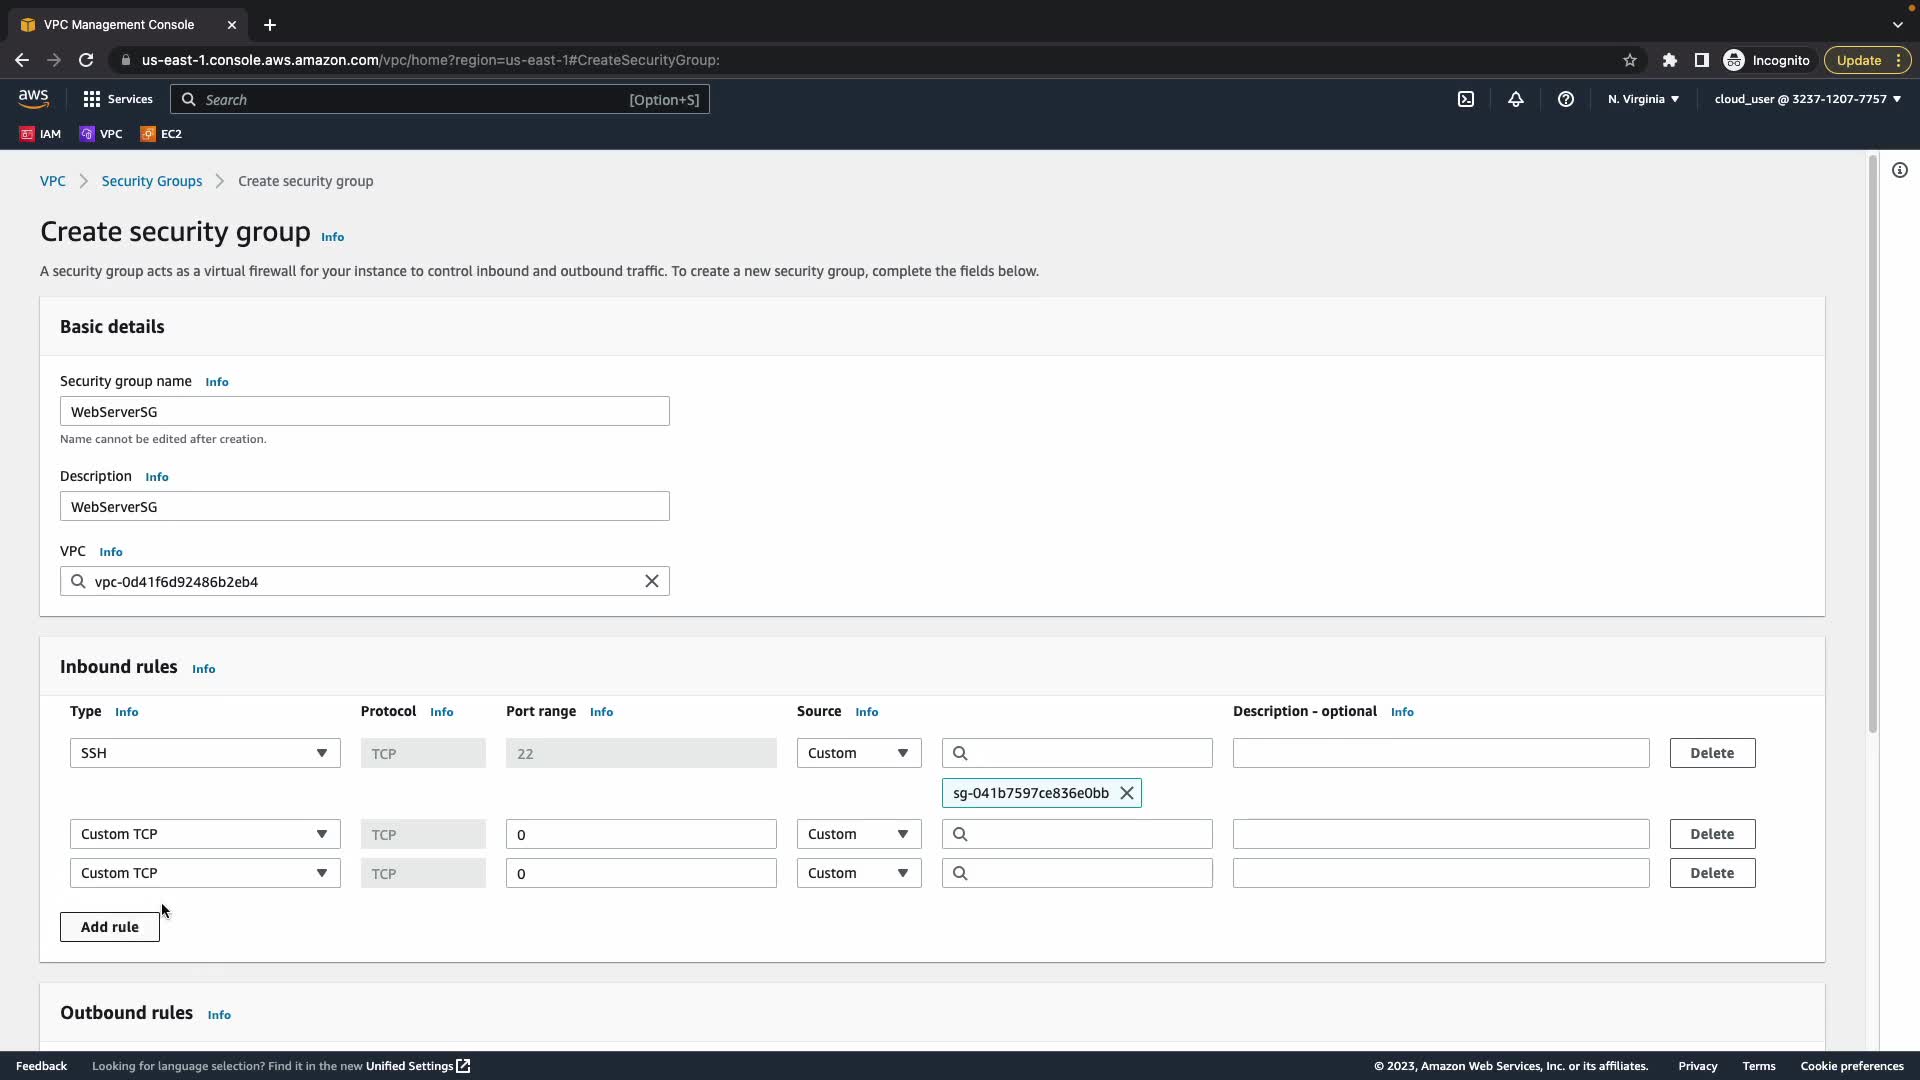 VPC Management Console
us-east-1.console.aws.amazon.com/vpc/home?region=us-east-1#CreateSecurityGroup:
Incognito
Update
aws
Services
Search
[Option+S]
N. Virginia
cloud_user @ 3237-1207-7757
IAM
VPC
EC2
VPC
Security Groups
Create security group
Create security group Info
A security group acts as a virtual firewall for your instance to control inbound and outbound traffic. To create a new security group, complete the fields below.
Basic details
Security group name Info
WebServerSG
Name cannot be edited after creation.
Description Info
WebServerSG
VPC Info
vpc-0d41f6d92486b2eb4
Inbound rules Info
Type Info Protocol Info Port range Info Source Info Description - optional Info
SSH TCP 22 Custom Delete
sg-041b7597ce836e0bb
Custom TCP TCP 0 Custom Delete
Custom TCP TCP 0 Custom Delete
Add rule
Outbound rules Info
Feedback Looking for language selection? Find it in the new Unified Settings © 2023, Amazon Web Services, Inc. or its affiliates. Privacy Terms Cookie preferences